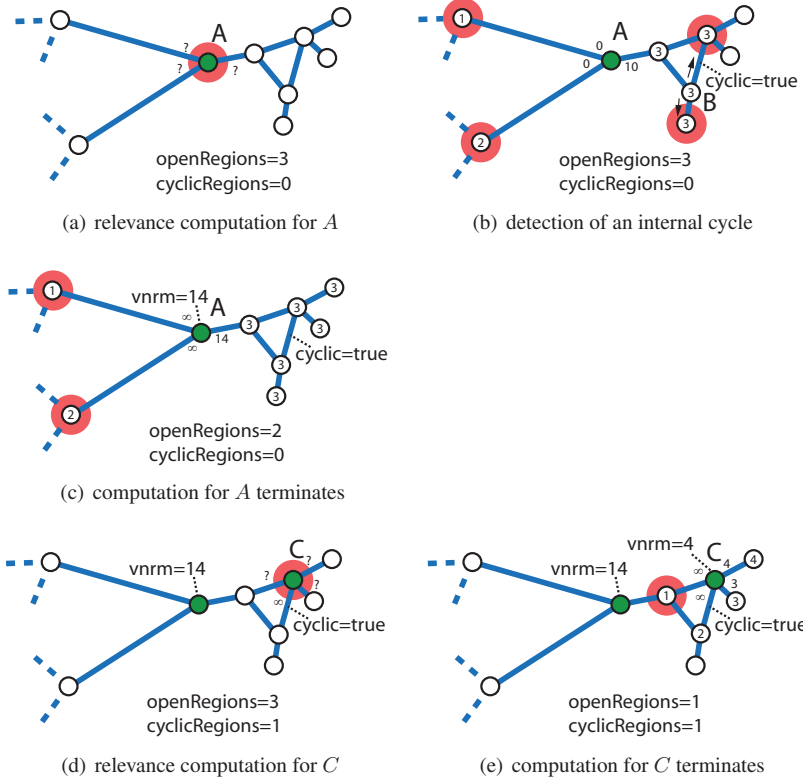 A
? ? ?
openRegions=3
cyclicRegions=0
(a) relevance computation for A
1
A
0
0 10
3 3
3
cyclic=true
B
2
3
openRegions=3
cyclicRegions=0
(b) detection of an internal cycle
1
vnrm=14 A
∞
∞ 14
3 3 3
3
cyclic=true
3
3
2
openRegions=2
cyclicRegions=0
(c) computation for A terminates
C
vnrm=14
? ? ?
∞
cyclic=true
openRegions=3
cyclicRegions=1
(d) relevance computation for C
vnrm=4 C
vnrm=14
∞ 4 4
∞ 3
1 3
2
cyclic=true
openRegions=1
cyclicRegions=1
(e) computation for C terminates